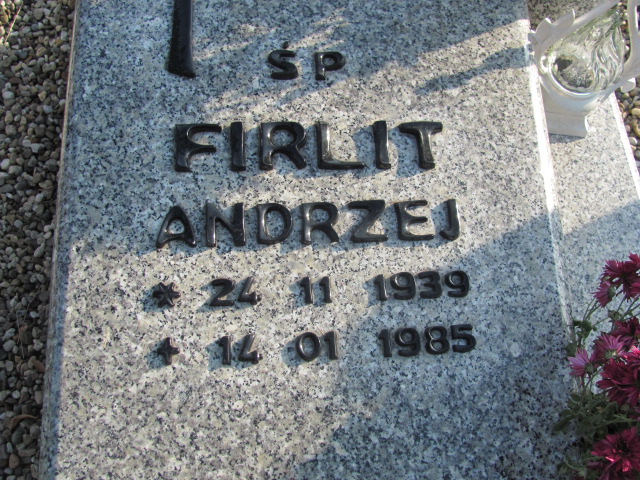 ŚP
FIRLIT
ANDRZEJ
* 24 11 1939
+ 14 01 1985